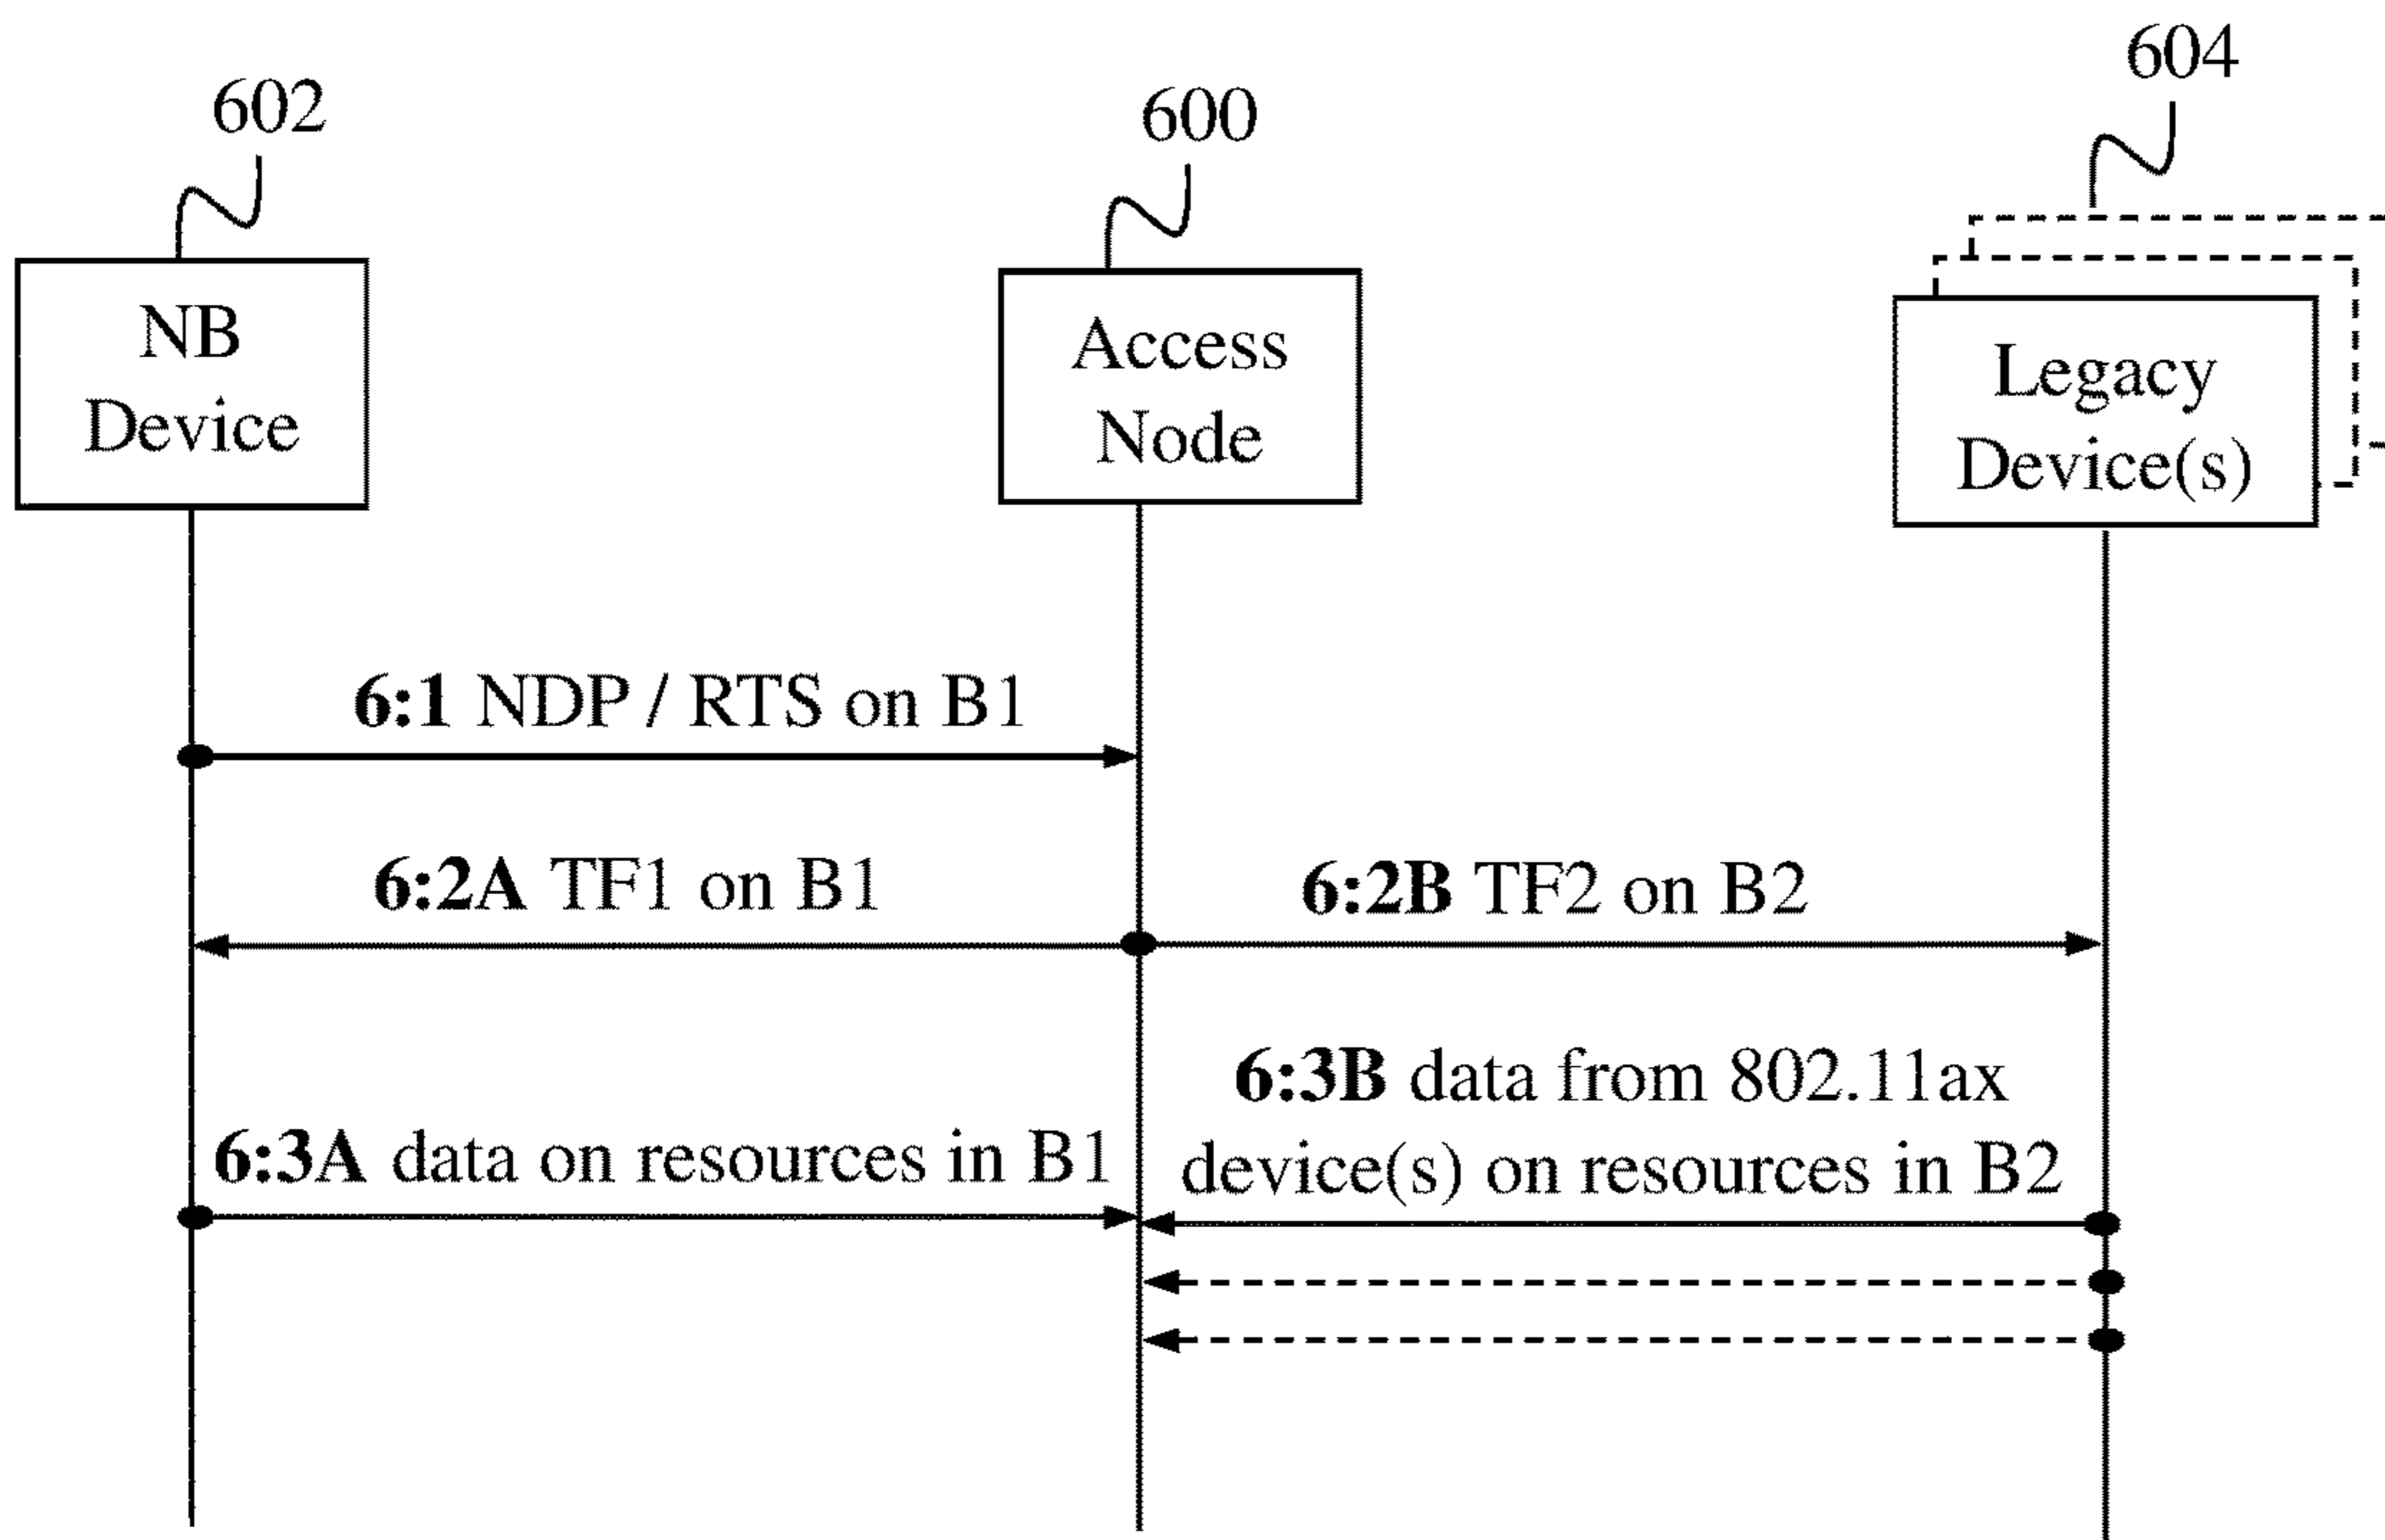 604
602
600
NB
Device
Access
Node
Legacy
Device(s)
6:1 NDP / RTS on B1
6:2A TF1 on B1
6:2B TF2 on B2
6:3B data from 802.11ax
device(s) on resources in B2
6:3A data on resources in B1